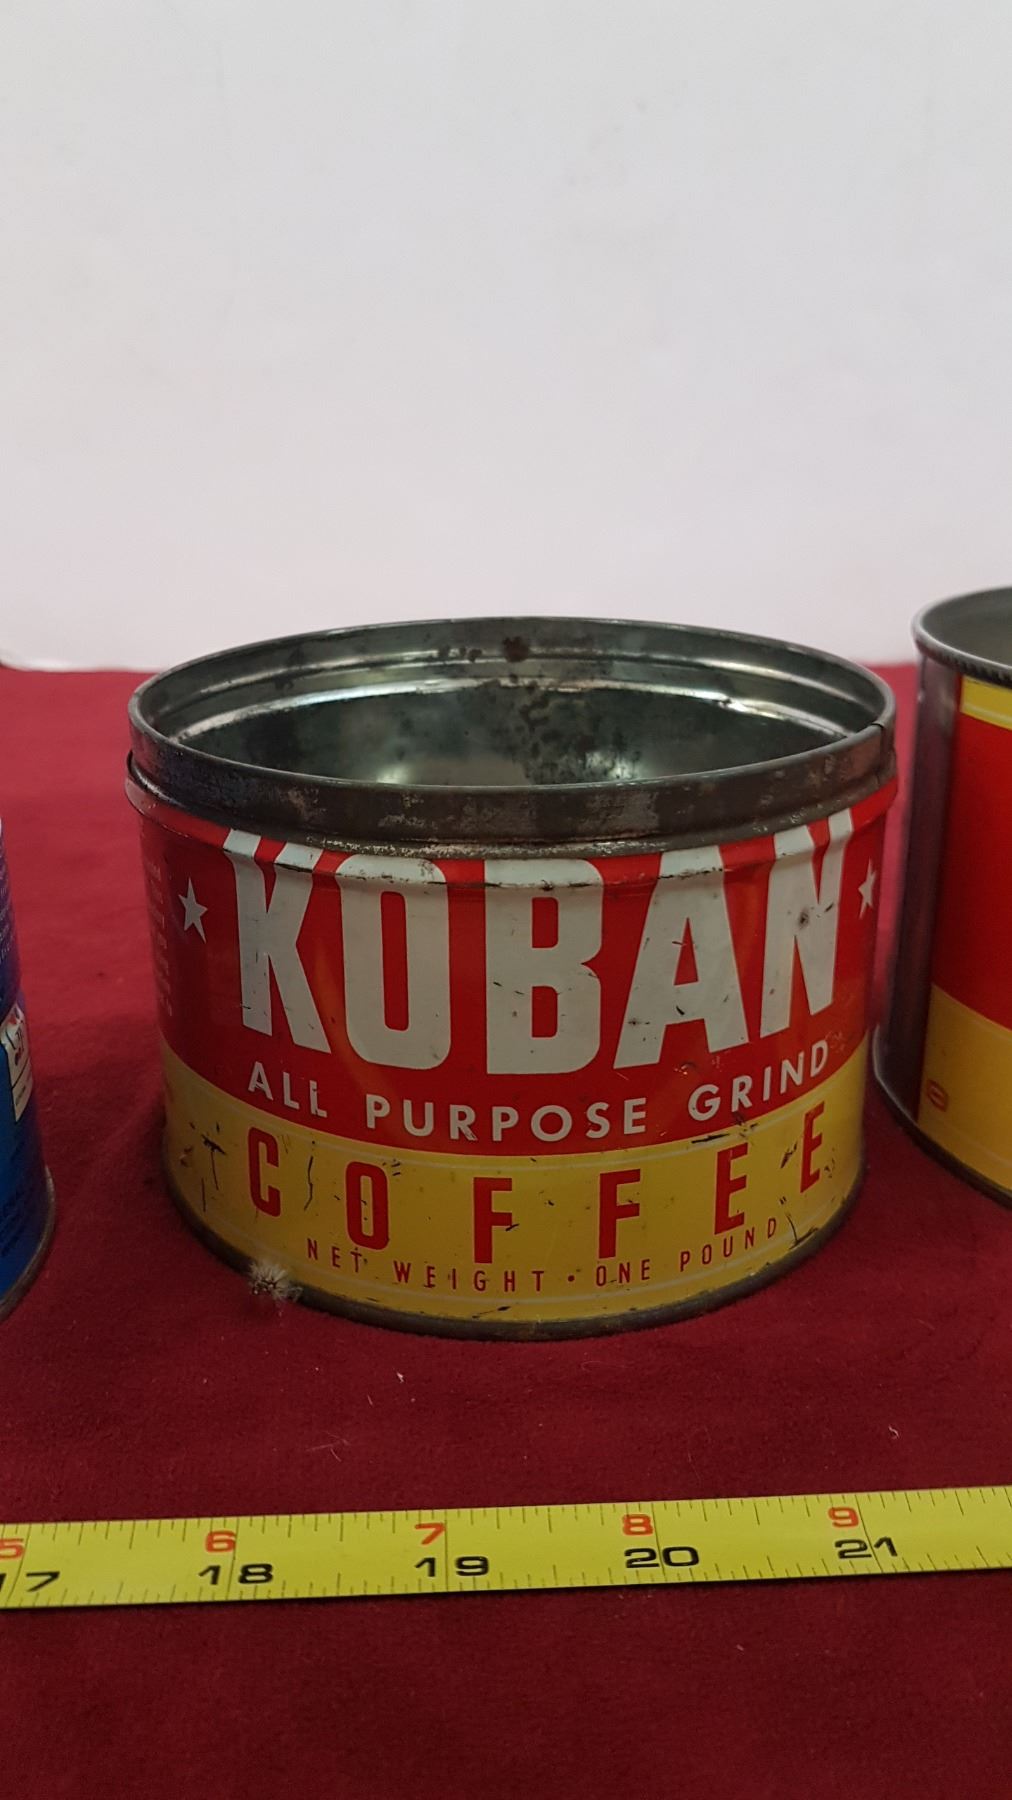 KOBAN
ALL PURPOSE GRIND
COFFEE
NET WEIGHT • ONE POUND
5 6 7 8 9
17 18 19 20 21